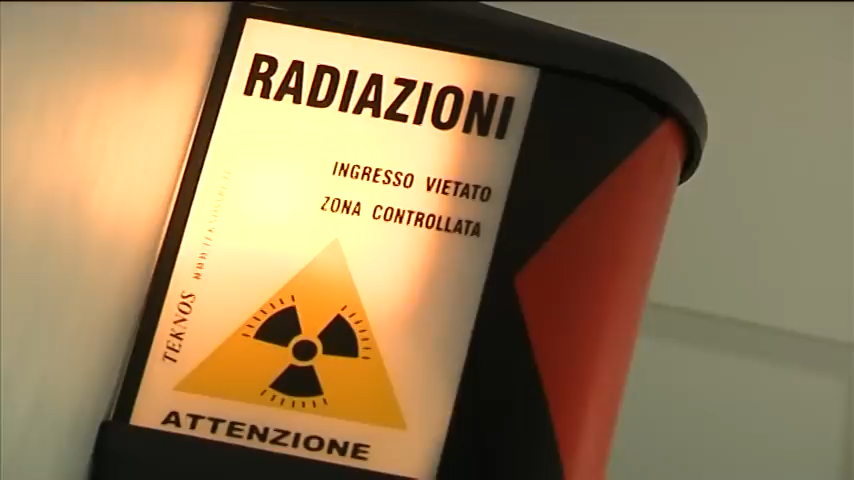 RADIAZIONI
INGRESSO VIETATO
ZONA CONTROLLATA
TEKNOS
ATTENZIONE